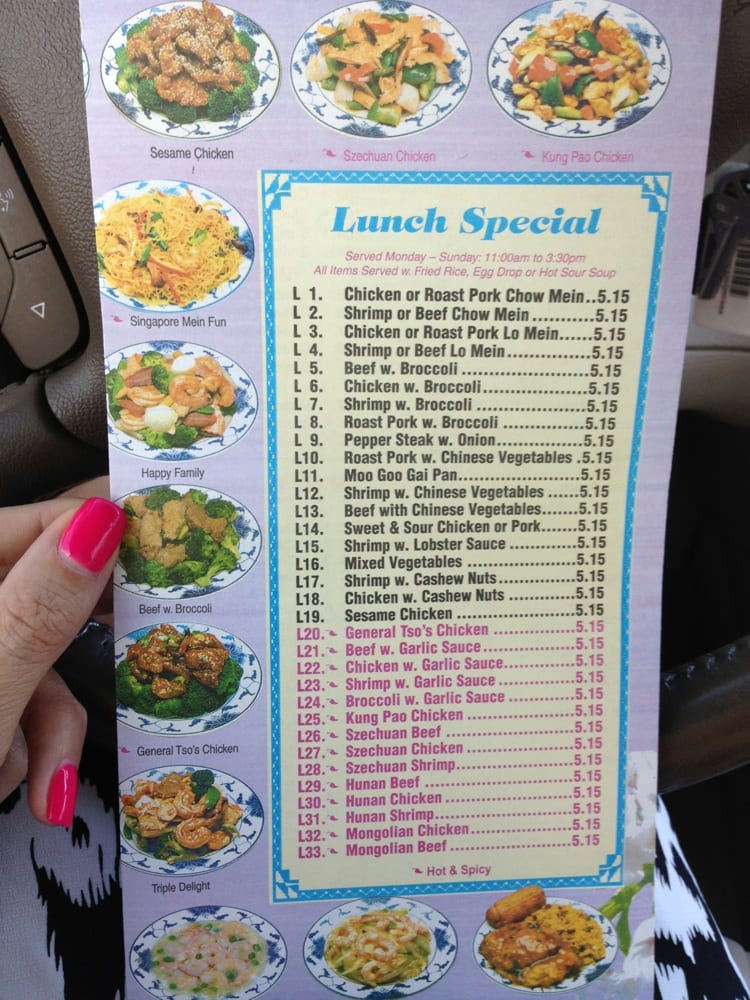 Sesame Chicken
Szechuan Chicken
Kung Pao Chicken
Singapore Mein Fun
Happy Family
Beef w. Broccoli
General Tso's Chicken
Triple Delight
Lunch Special
Served Monday – Sunday: 11:00am to 3:30pm
All Items Served w. Fried Rice, Egg Drop or Hot Sour Soup
L 1. Chicken or Roast Pork Chow Mein..5.15
L 2. Shrimp or Beef Chow Mein ...........5.15
L 3. Chicken or Roast Pork Lo Mein......5.15
L 4. Shrimp or Beef Lo Mein...............5.15
L 5. Beef w. Broccoli ......................5.15
L 6. Chicken w. Broccoli...................5.15
L 7. Shrimp w. Broccoli ...................5.15
L 8. Roast Pork w. Broccoli ...............5.15
L 9. Pepper Steak w. Onion................5.15
L10. Roast Pork w. Chinese Vegetables .5.15
L11. Moo Goo Gai Pan.....................5.15
L12. Shrimp w. Chinese Vegetables ......5.15
L13. Beef with Chinese Vegetables.......5.15
L14. Sweet & Sour Chicken or Pork.......5.15
L15. Shrimp w. Lobster Sauce ............5.15
L16. Mixed Vegetables ....................5.15
L17. Shrimp w. Cashew Nuts..............5.15
L18. Chicken w. Cashew Nuts ............5.15
L19. Sesame Chicken .....................5.15
L20. General Tso's Chicken ...............5.15
L21. Beef w. Garlic Sauce.................5.15
L22. Chicken w. Garlic Sauce.............5.15
L23. Shrimp w. Garlic Sauce ..............5.15
L24. Broccoli w. Garlic Sauce ............5.15
L25. Kung Pao Chicken ...................5.15
L26. Szechuan Beef ......................5.15
L27. Szechuan Chicken ...................5.15
L28. Szechuan Shrimp....................5.15
L29. Hunan Beef .........................5.15
L30. Hunan Chicken ......................5.15
L31. Hunan Shrimp.......................5.15
L32. Mongolian Chicken..................5.15
L33. Mongolian Beef .....................5.15
Hot & Spicy